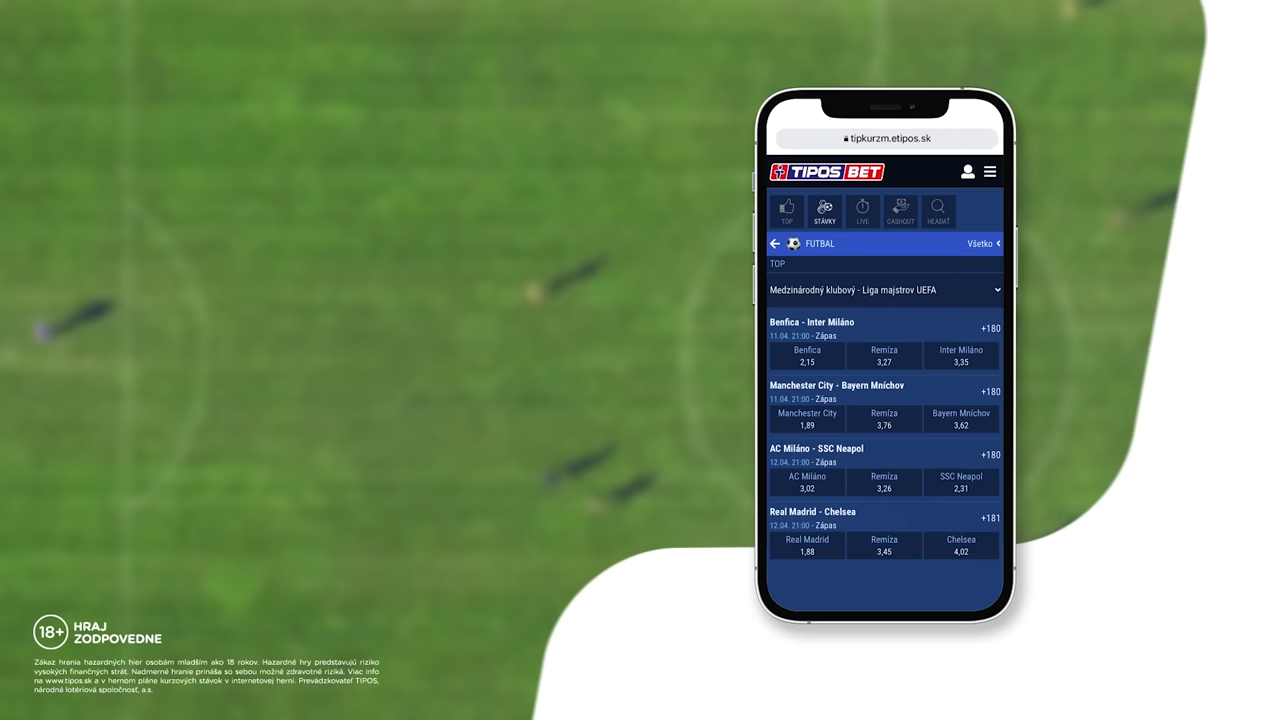 tipkurzm.etipos.sk
TIPOS BET
TOP STÁVKY LIVE CASHOUT HĽADAŤ
FUTBAL Všetko
TOP
Medzinárodný klubový - Liga majstrov UEFA
Benfica - Inter Miláno
+180
11.04. 21:00 - Zápas
Benfica Remíza Inter Miláno
2,15 3,27 3,35
Manchester City - Bayern Mníchov
+180
11.04. 21:00 - Zápas
Manchester City Remíza Bayern Mníchov
1,89 3,76 3,62
AC Miláno - SSC Neapol
+180
12.04. 21:00 - Zápas
AC Miláno Remíza SSC Neapol
3,02 3,26 2,31
Real Madrid - Chelsea
+181
12.04. 21:00 - Zápas
Real Madrid Remíza Chelsea
1,88 3,45 4,02
18+ HRAJ
ZODPOVEDNE
Zákaz hrania hazardných hier osobám mladším ako 18 rokov. Hazardné hry predstavujú riziko
vysokých finančných strát. Nadmerné hranie prináša so sebou možné zdravotné riziká. Viac info
na www.tipos.sk a v hernom pláne kurzových stávok v internetovej herni. Prevádzkovateľ TIPOS,
národná lotériová spoločnosť, a.s.